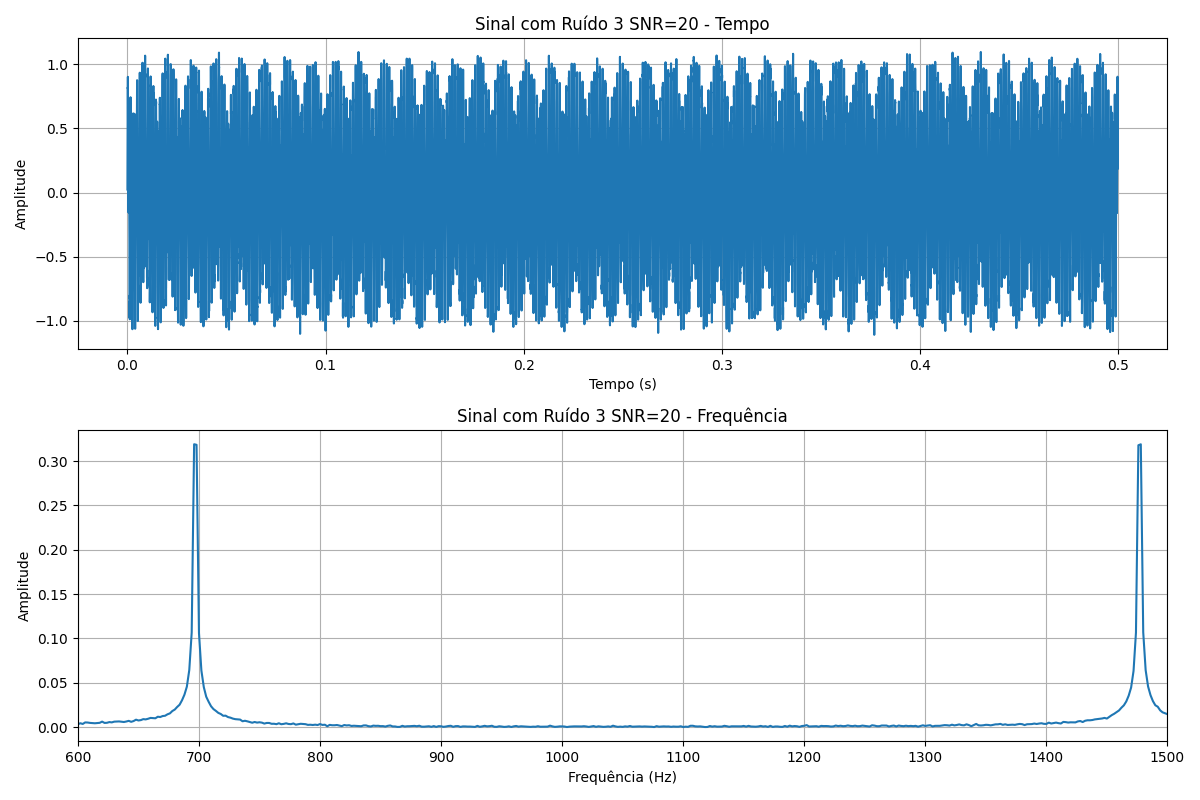 Sinal com Ruído 3 SNR=20 - Tempo
Amplitude
1.0
0.5
0.0
−0.5
−1.0
0.0 0.1 0.2 0.3 0.4 0.5
Tempo (s)
Sinal com Ruído 3 SNR=20 - Frequência
Amplitude
0.30
0.25
0.20
0.15
0.10
0.05
0.00
600 700 800 900 1000 1100 1200 1300 1400 1500
Frequência (Hz)